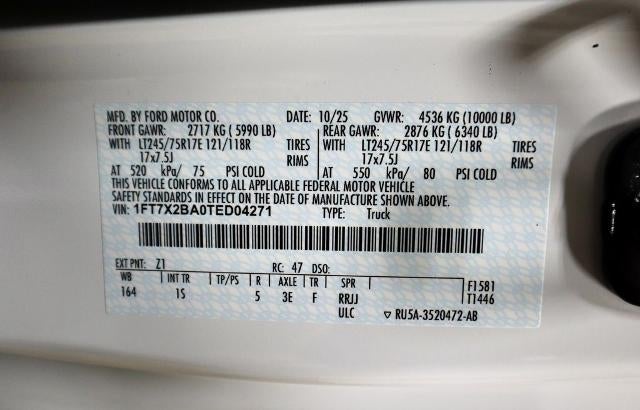 MFD. BY FORD MOTOR CO. DATE: 10/25 GVWR: 4536 KG (10000 LB)
FRONT GAWR: 2717 KG (5990 LB) REAR GAWR: 2876 KG (6340 LB)
WITH LT245/75R17E 121/118R TIRES WITH LT245/75R17E 121/118R TIRES
17x7.5J RIMS 17x7.5J RIMS
AT 520 kPa/ 75 PSI COLD AT 550 kPa/ 80 PSI COLD
THIS VEHICLE CONFORMS TO ALL APPLICABLE FEDERAL MOTOR VEHICLE
SAFETY STANDARDS IN EFFECT ON THE DATE OF MANUFACTURE SHOWN ABOVE.
VIN: 1FT7X2BA0TED04271 TYPE: Truck
EXT PNT: Z1 RC: 47 DSO:
WB INT TR TP/PS R AXLE TR SPR F1581
164 1S 5 3E F RRJJ T1446
ULC ▽ RU5A-3520472-AB